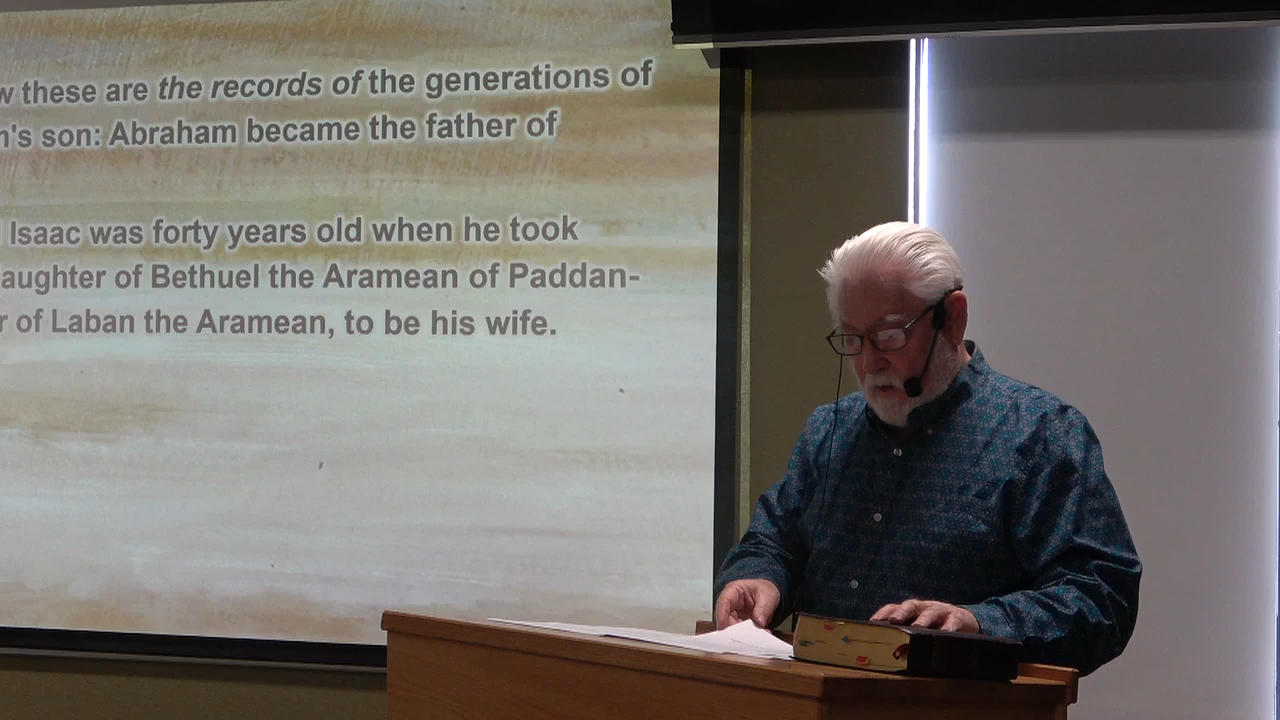 these are the records of the generations of
son: Abraham became the father of
Isaac was forty years old when he took
of Bethuel the Aramean of Paddan-
of Laban the Aramean, to be his wife.